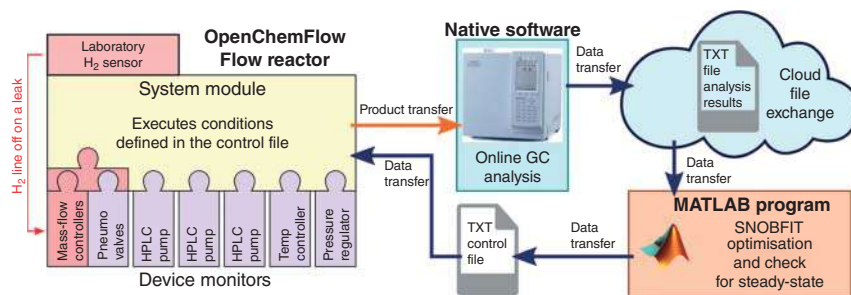 Laboratory
H2 sensor
OpenChemFlow
Flow reactor
System module
Executes conditions
defined in the control file
H2 line off on a leak
Mass-flow
controllers
Pneumo
valves
HPLC
pump
HPLC
pump
HPLC
pump
Temp
controller
Pressure
regulator
Device monitors
Product transfer
Data
transfer
Native software
Online GC
analysis
Data
transfer
TXT
file
analysis
results
Cloud
file
exchange
Data
transfer
MATLAB program
SNOBFIT
optimisation
and check
for steady-state
Data
transfer
TXT
control
file